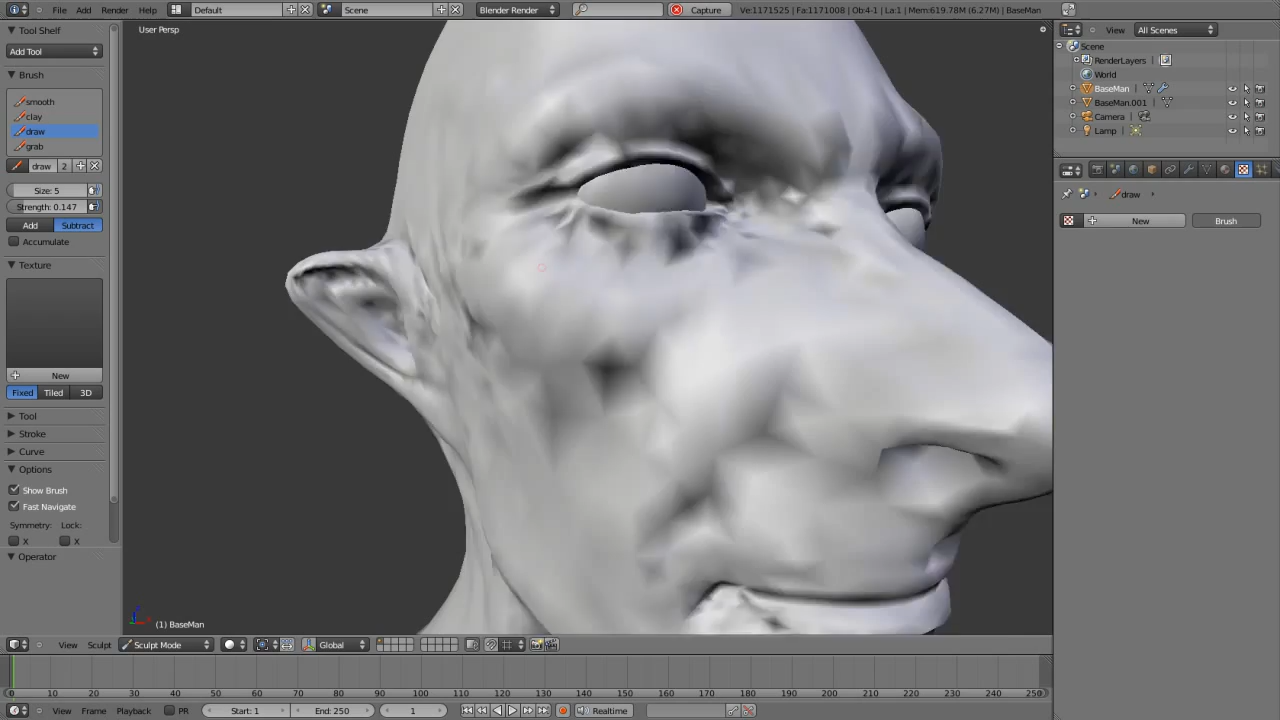 File Add Render Help Default Scene Blender Render Capture Ve:1171525 | Fa:1171008 | Ob:4-1 | La:1 | Mem:619.78M (6.27M) | BaseMan
Tool Shelf
Add Tool
Brush
smooth
clay
draw
grab
draw 2
Size: 5
Strength: 0.147
Add Subtract
Accumulate
Texture
New
Fixed Tiled 3D
Tool
Stroke
Curve
Options
Show Brush
Fast Navigate
Symmetry: Lock:
X X
Operator
User Persp
(1) BaseMan
View Sculpt Sculpt Mode Global
View All Scenes
Scene
RenderLayers |
World
BaseMan
BaseMan.001
Camera
Lamp
draw
New Brush
0 10 20 30 40 50 60 70 80 90 100 110 120 130 140 150 160 170 180 190 200 210 220 230 240 250
View Frame Playback PR Start: 1 End: 250 1 Realtime